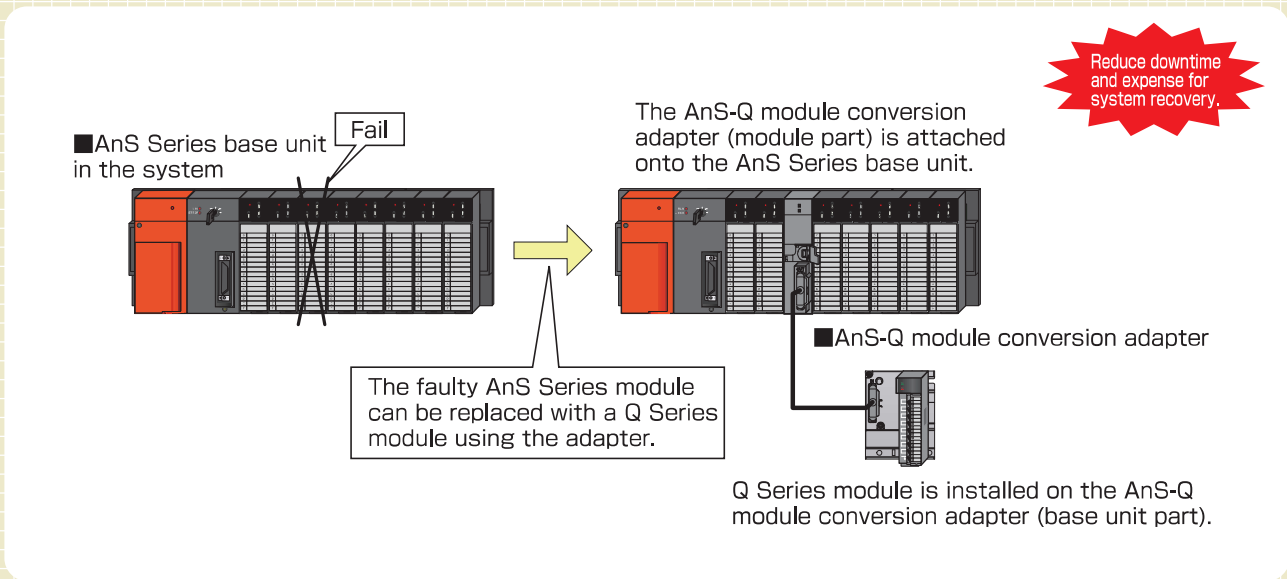 Reduce downtime
and expense for
system recovery.
■AnS Series base unit
in the system
Fail
The AnS-Q module conversion
adapter (module part) is attached
onto the AnS Series base unit.
The faulty AnS Series module
can be replaced with a Q Series
module using the adapter.
■AnS-Q module conversion adapter
Q Series module is installed on the AnS-Q
module conversion adapter (base unit part).